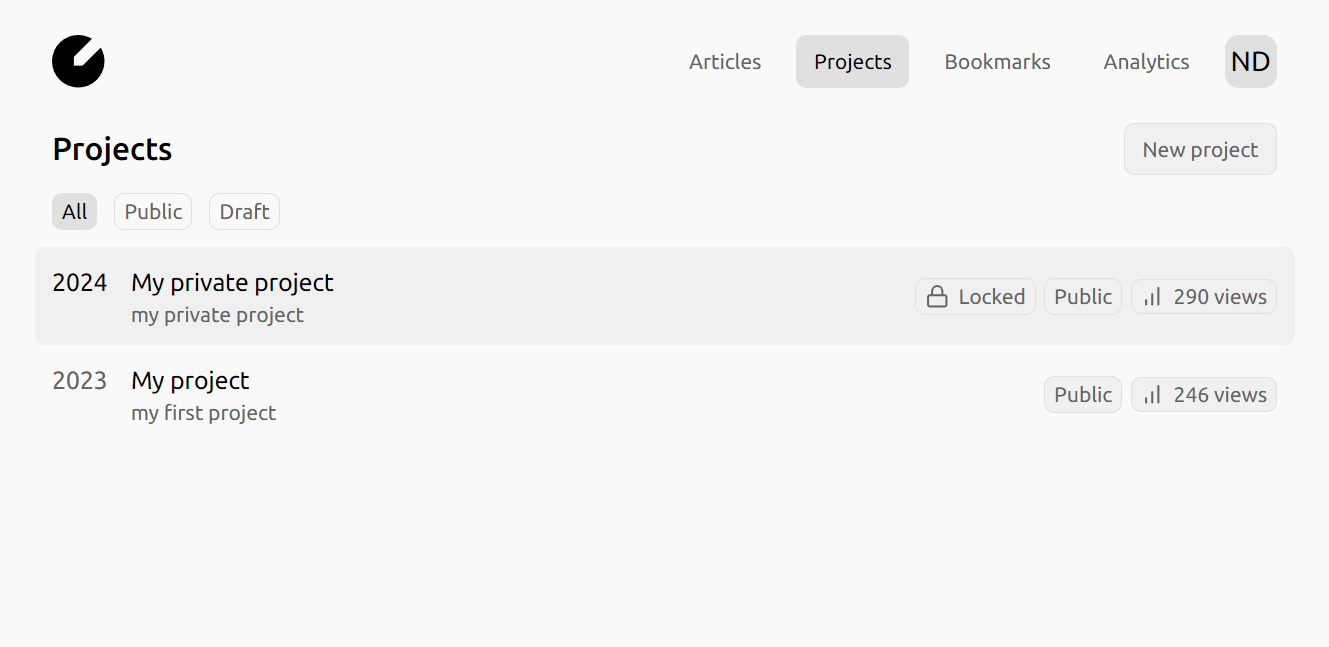 Articles Projects Bookmarks Analytics ND
Projects New project
All Public Draft
2024 My private project Locked Public 290 views
my private project
2023 My project Public 246 views
my first project